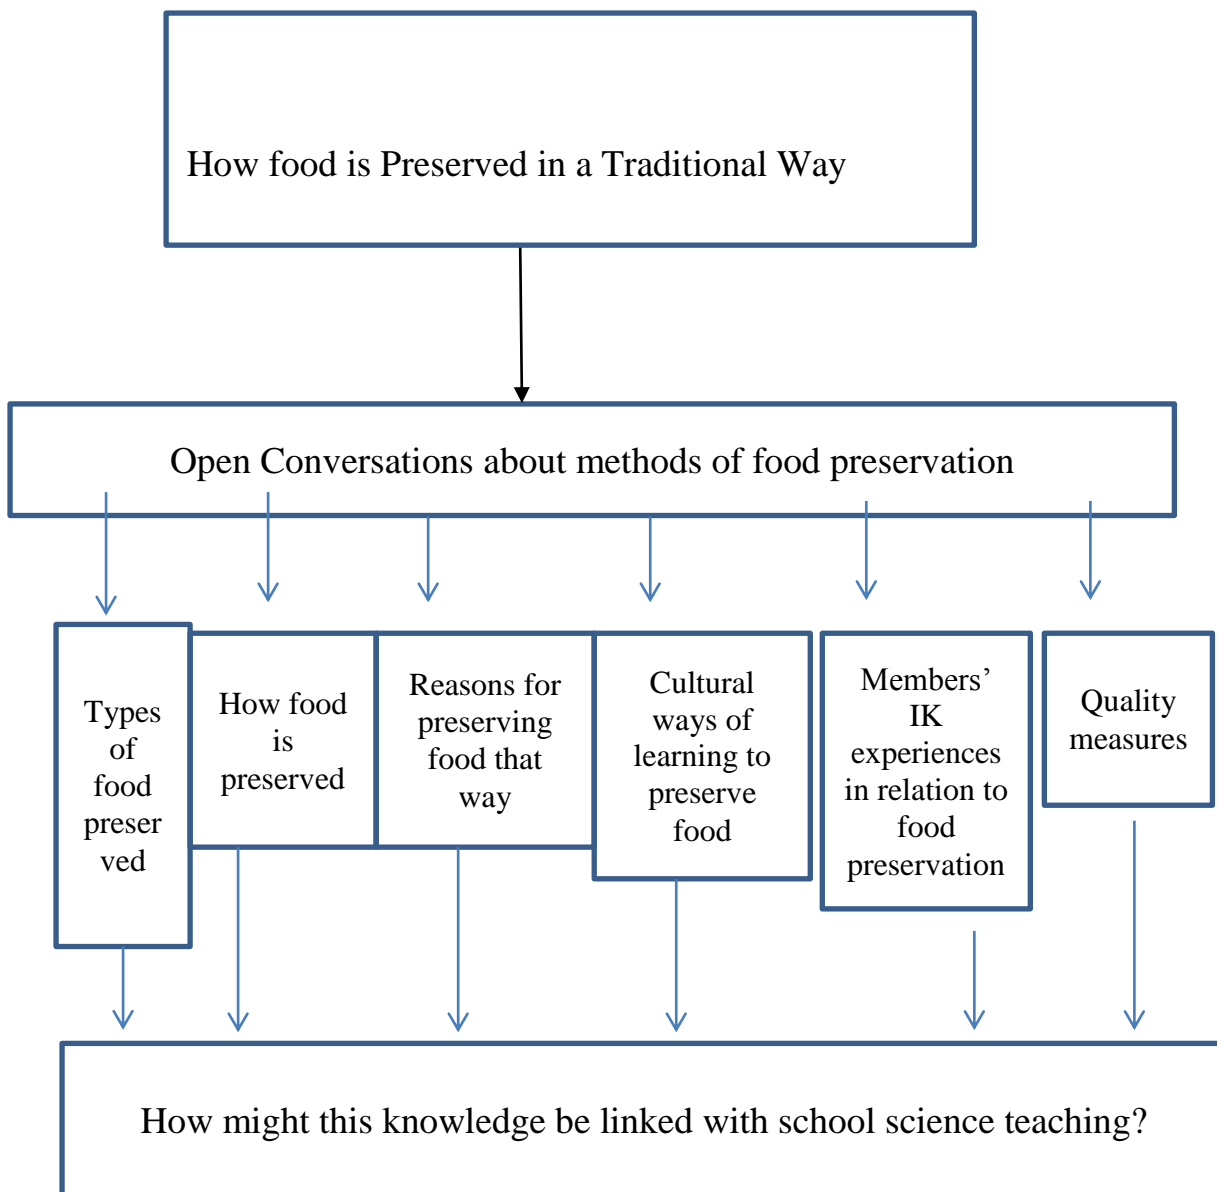 How food is Preserved in a Traditional Way
Open Conversations about methods of food preservation
Types
of
food
preser
ved
How food
is
preserved
Reasons for
preserving
food that
way
Cultural
ways of
learning to
preserve
food
Members’
IK
experiences
in relation to
food
preservation
Quality
measures
How might this knowledge be linked with school science teaching?